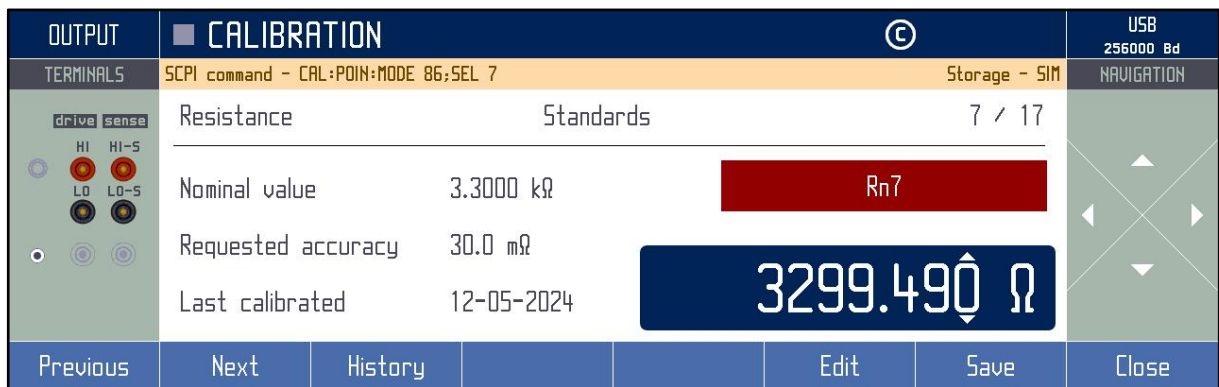 OUTPUT
CALIBRATION
©
USB
256000 Bd
TERMINALS
SCPI command - CAL:POIN:MODE 86;SEL 7
Storage - SIM
NAVIGATION
drive sense
HI HI-S
LO LO-S
Resistance Standards 7 / 17
Nominal value 3.3000 kΩ
Rn7
Requested accuracy 30.0 mΩ
Last calibrated 12-05-2024
3299.490 Ω
Previous Next History Edit Save Close